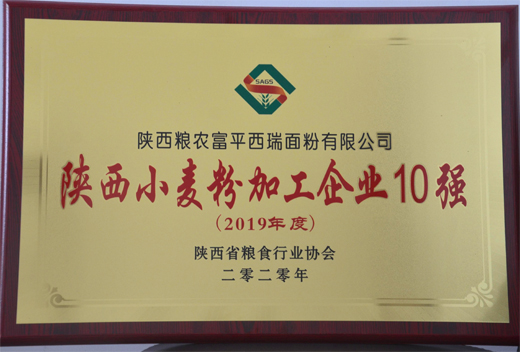 SAGS
陕西粮农富平西瑞面粉有限公司
陕西小麦粉加工企业10强
(2019年度)
陕西省粮食行业协会
二零二零年